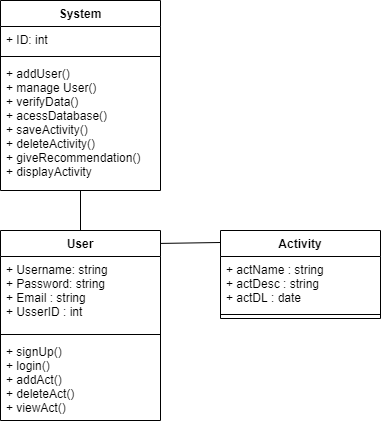 System
+ ID: int
+ addUser()
+ manage User()
+ verifyData()
+ acessDatabase()
+ saveActivity()
+ deleteActivity()
+ giveRecommendation()
+ displayActivity
User
+ Username: string
+ Password: string
+ Email : string
+ UsserID : int
+ signUp()
+ login()
+ addAct()
+ deleteAct()
+ viewAct()
Activity
+ actName : string
+ actDesc : string
+ actDL : date